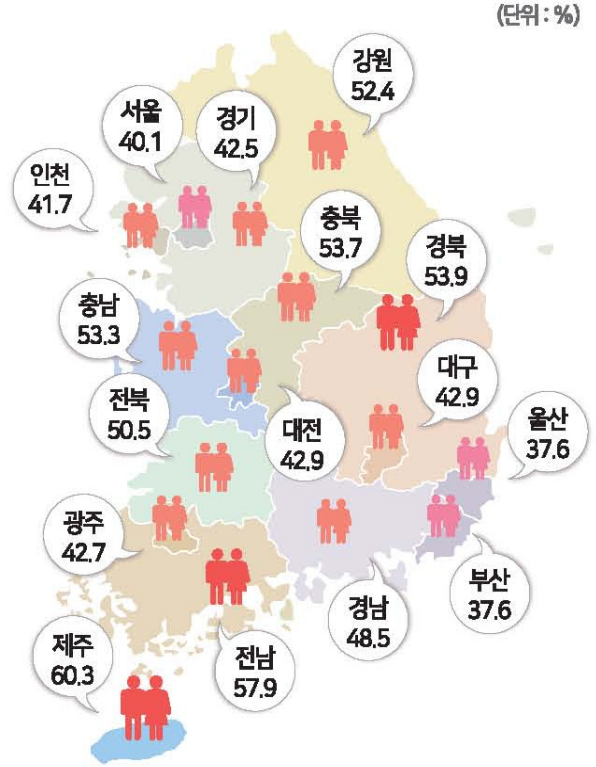 (단위 : %)
강원
52.4
서울
40.1
경기
42.5
인천
41.7
충북
53.7
경북
53.9
충남
53.3
대구
42.9
전북
50.5
대전
42.9
울산
37.6
광주
42.7
부산
37.6
경남
48.5
제주
60.3
전남
57.9